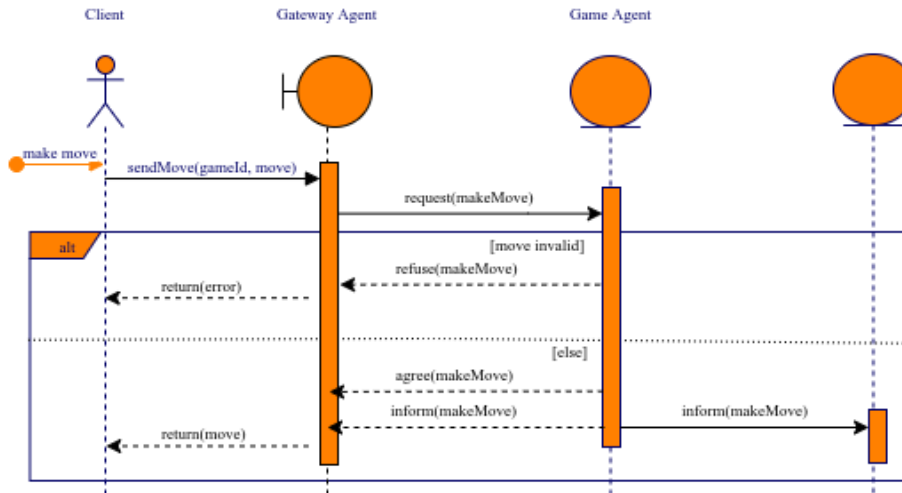 Client
Gateway Agent
Game Agent
make move
sendMove(gameId, move)
request(makeMove)
alt
[move invalid]
refuse(makeMove)
return(error)
[else]
agree(makeMove)
inform(makeMove)
inform(makeMove)
return(move)